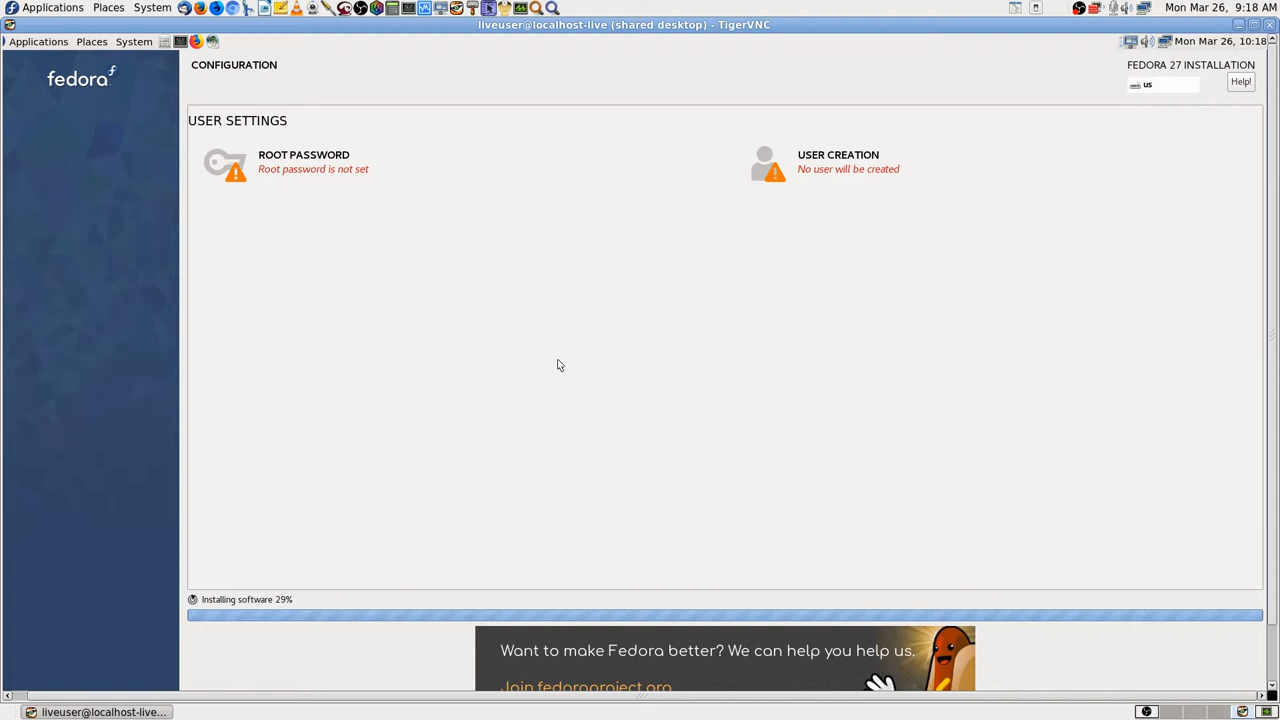 Applications Places System
Mon Mar 26, 9:18 AM
liveuser@localhost-live (shared desktop) - TigerVNC
Applications Places System
Mon Mar 26, 10:18
fedora
CONFIGURATION
FEDORA 27 INSTALLATION
us
Help!
USER SETTINGS
ROOT PASSWORD
Root password is not set
USER CREATION
No user will be created
Installing software 29%
Want to make Fedora better? We can help you help us.
Join fedoraproject.org
liveuser@localhost-live...